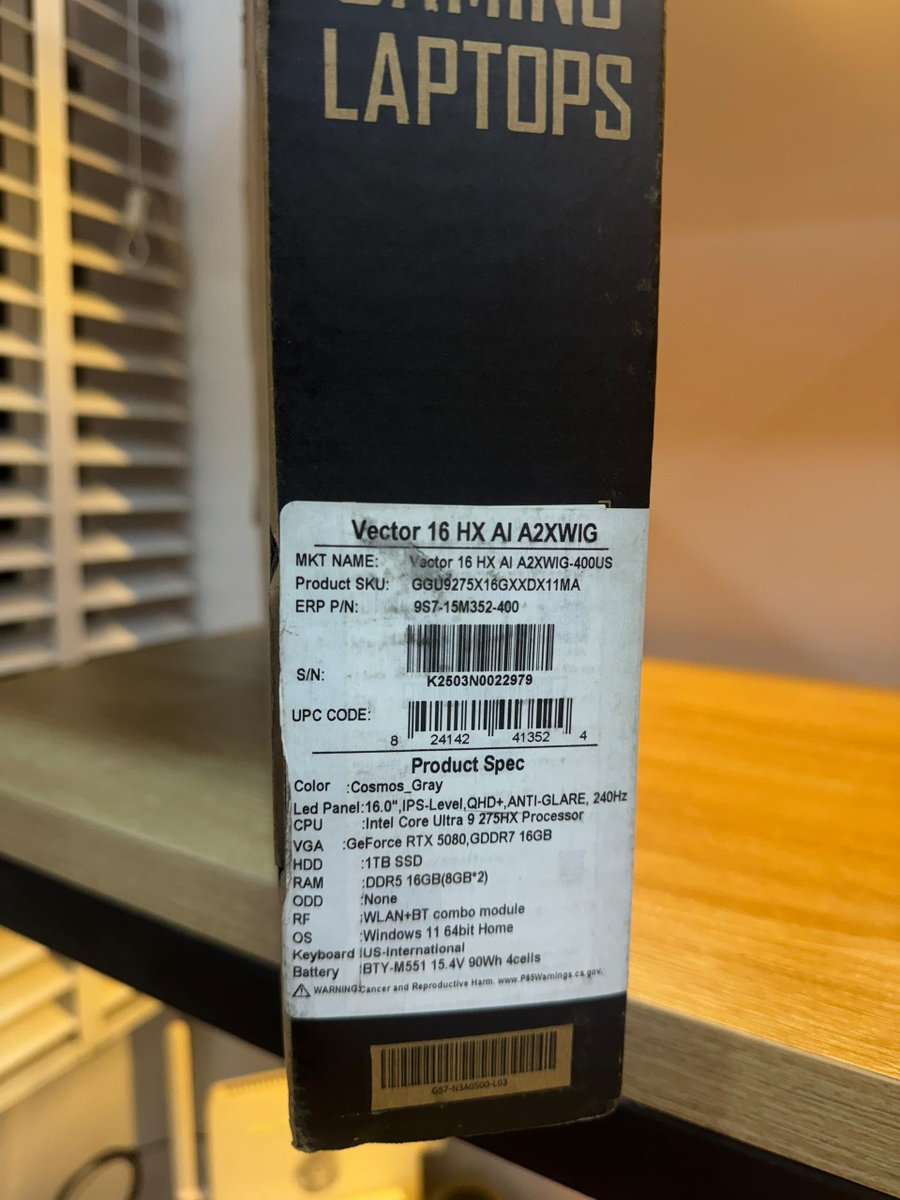 GAMING
LAPTOPS
Vector 16 HX AI A2XWIG
MKT NAME: Vector 16 HX AI A2XWIG-400US
Product SKU: GGU9275X16GXXDX11MA
ERP P/N: 9S7-15M352-400
S/N: K2503N0022979
UPC CODE: 8 24142 41352 4
Product Spec
Color :Cosmos_Gray
Led Panel:16.0",IPS-Level,QHD+,ANTI-GLARE, 240Hz
CPU :Intel Core Ultra 9 275HX Processor
VGA :GeForce RTX 5080,GDDR7 16GB
HDD :1TB SSD
RAM :DDR5 16GB(8GB*2)
ODD :None
RF :WLAN+BT combo module
OS :Windows 11 64bit Home
Keyboard :US-International
Battery :BTY-M551 15.4V 90Wh 4cells
WARNING:Cancer and Reproductive Harm. www.P65Warnings.ca.gov.
G57-N3A0500-L03